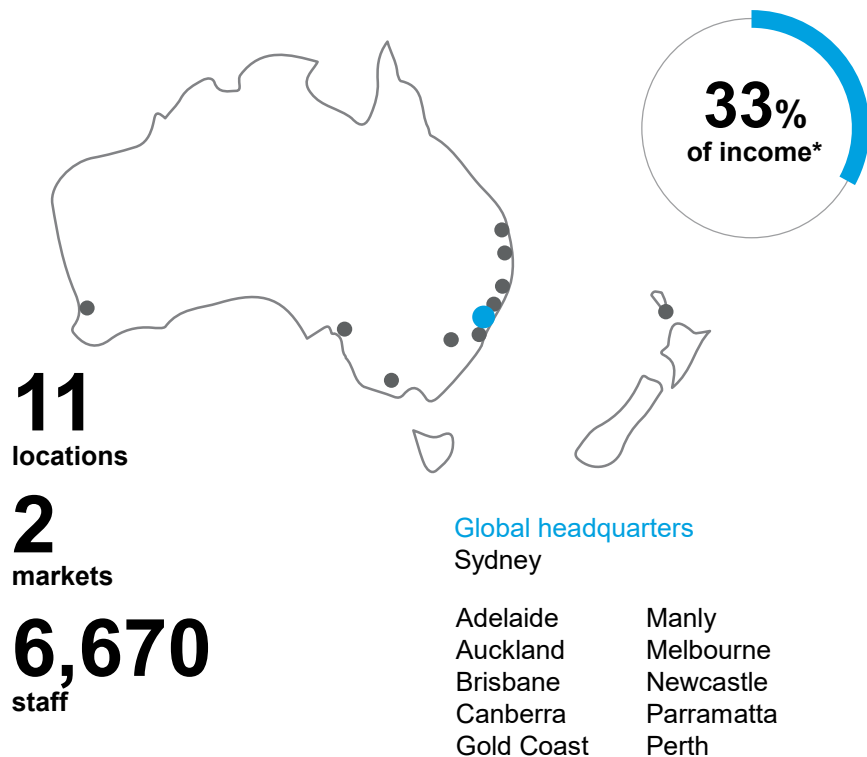 33%
of income*
11
locations
2
markets
6,670
staff
Global headquarters
Sydney
Adelaide
Auckland
Brisbane
Canberra
Gold Coast
Manly
Melbourne
Newcastle
Parramatta
Perth